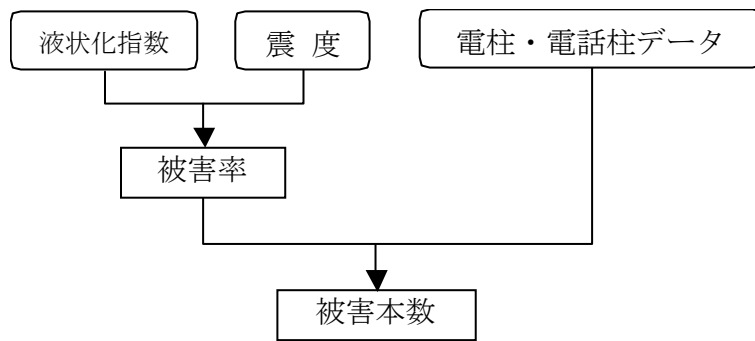 液状化指数
震 度
電柱・電話柱データ
被害率
被害本数